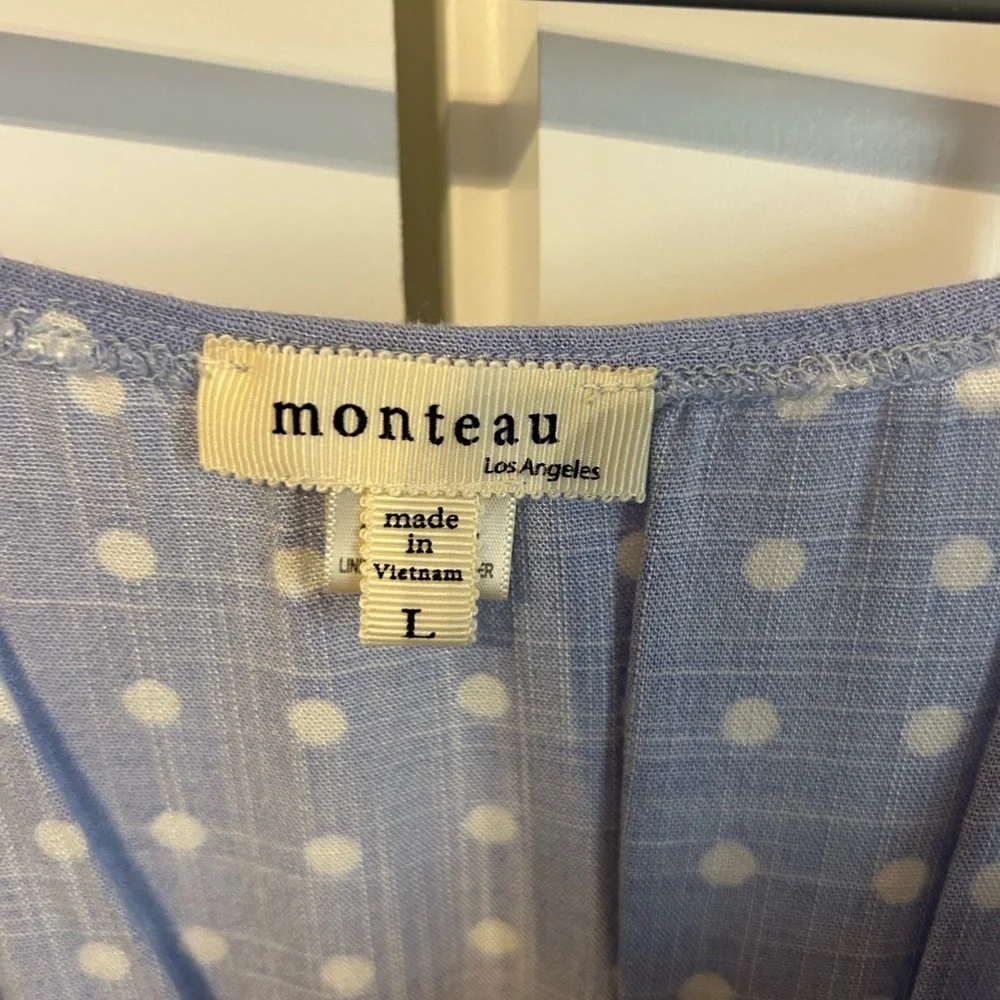 monteau
Los Angeles
made
in
Vietnam
L